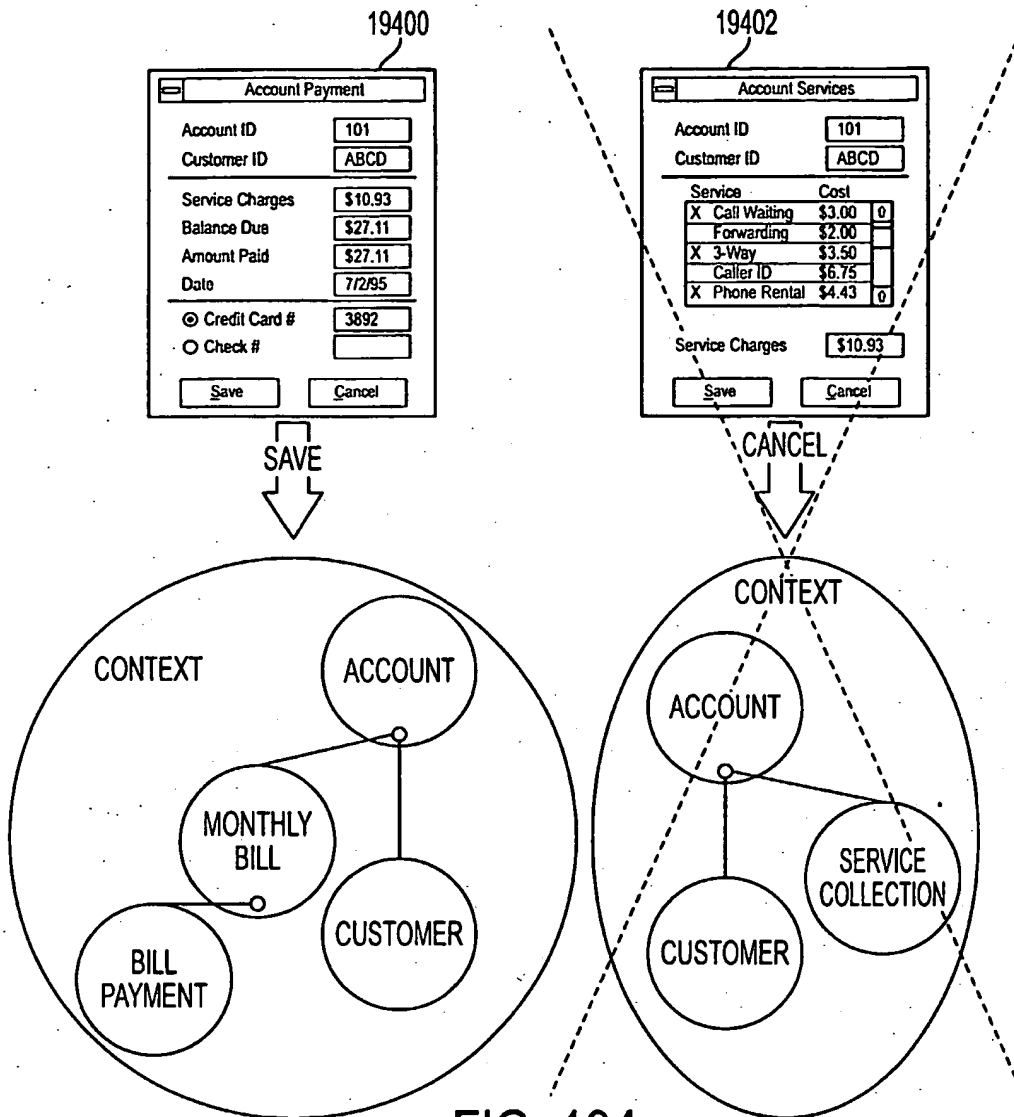 19400
Account Payment
Account ID 101
Customer ID ABCD
Service Charges $10.93
Balance Due $27.11
Amount Paid $27.11
Date 7/2/95
Credit Card # 3892
Check #
Save Cancel
SAVE
CONTEXT
ACCOUNT
MONTHLY
BILL
CUSTOMER
BILL
PAYMENT
19402
Account Services
Account ID 101
Customer ID ABCD
Service Cost
X Call Waiting $3.00
Forwarding $2.00
X 3-Way $3.50
Caller ID $6.75
X Phone Rental $4.43
Service Charges $10.93
Save Cancel
CANCEL
CONTEXT
ACCOUNT
SERVICE
COLLECTION
CUSTOMER